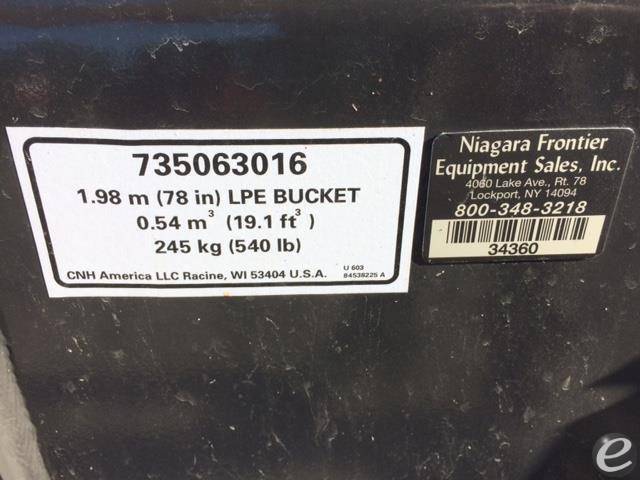 735063016
1.98 m (78 in) LPE BUCKET
0.54 m³ (19.1 ft³)
245 kg (540 lb)
CNH America LLC Racine, WI 53404 U.S.A.
U 603
84538225 A
Niagara Frontier
Equipment Sales, Inc.
4060 Lake Ave., Rt. 78
Lockport, NY 14094
800-348-3218
34360
e